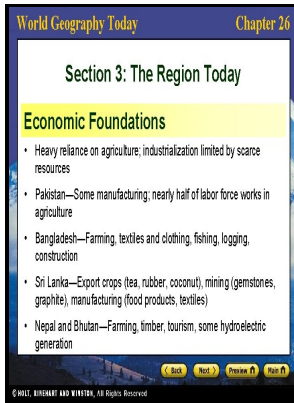 World Geography Today Chapter 26
Section 3: The Region Today
Economic Foundations
• Heavy reliance on agriculture; industrialization limited by scarce
resources
• Pakistan—Some manufacturing; nearly half of labor force works in
agriculture
• Bangladesh—Farming, textiles and clothing, fishing, logging,
construction
• Sri Lanka—Export crops (tea, rubber, coconut), mining (gemstones,
graphite), manufacturing (food products, textiles)
• Nepal and Bhutan—Farming, timber, tourism, some hydroelectric
generation
Back Next Preview Main
© HOLT, RINEHART AND WINSTON, All Rights Reserved